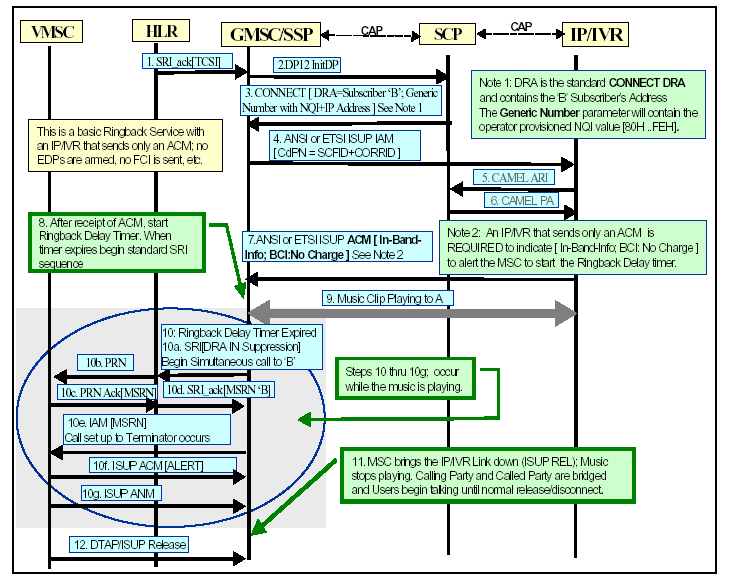 VMSC
HLR
GMSC/SSP
CAP
SCP
CAP
IP/IVR
1. SRI_ack[TCSI]
2.DP12 InitDP
3. CONNECT [ DRA=Subscriber ‘B’; Generic
Number with NQI+IP Address ] See Note 1
Note 1: DRA is the standard CONNECT DRA
and contains the 'B' Subscriber's Address
The Generic Number parameter will contain the
operator provisioned NQI value [80H ..FEH].
This is a basic Ringback Service with
an IP/IVR that sends only an ACM; no
EDPs are armed, no FCI is sent, etc.
4. ANSI or ETSI ISUP IAM
[ CdPN = SCFID+CORRID ]
5. CAMEL ARI
6. CAMEL PA
8. After receipt of ACM, start
Ringback Delay Timer. When
timer expires begin standard SRI
sequence
7.ANSI or ETSI ISUP ACM [ In-Band-
Info; BCI:No Charge ] See Note 2
Note 2: An IP/IVR that sends only an ACM is
REQUIRED to indicate [ In-Band-Info; BCI: No Charge ]
to alert the MSC to start the Ringback Delay timer.
9. Music Clip Playing to A
10: Ringback Delay Timer Expired
10a. SRI[DRA IN Suppression]
Begin Simultaneous call to ‘B’
10b. PRN
10c. PRN Ack[MSRN]
10d. SRI_ack[MSRN ‘B]
Steps 10 thru 10g; occur
while the music is playing.
10e. IAM [MSRN]
Call set up to Terminator occurs
10f. ISUP ACM [ALERT]
10g. ISUP ANM
11. MSC brings the IP/IVR Link down (ISUP REL); Music
stops playing. Calling Party and Called Party are bridged
and Users begin talking until normal release/disconnect.
12. DTAP/ISUP Release